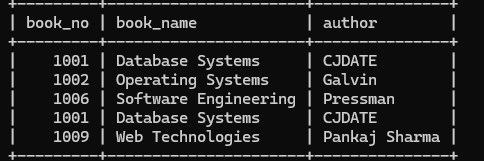 | book_no | book_name            | author        |
|    1001 | Database Systems     | CJDATE        |
|    1002 | Operating Systems    | Galvin        |
|    1006 | Software Engineering | Pressman      |
|    1001 | Database Systems     | CJDATE        |
|    1009 | Web Technologies     | Pankaj Sharma |